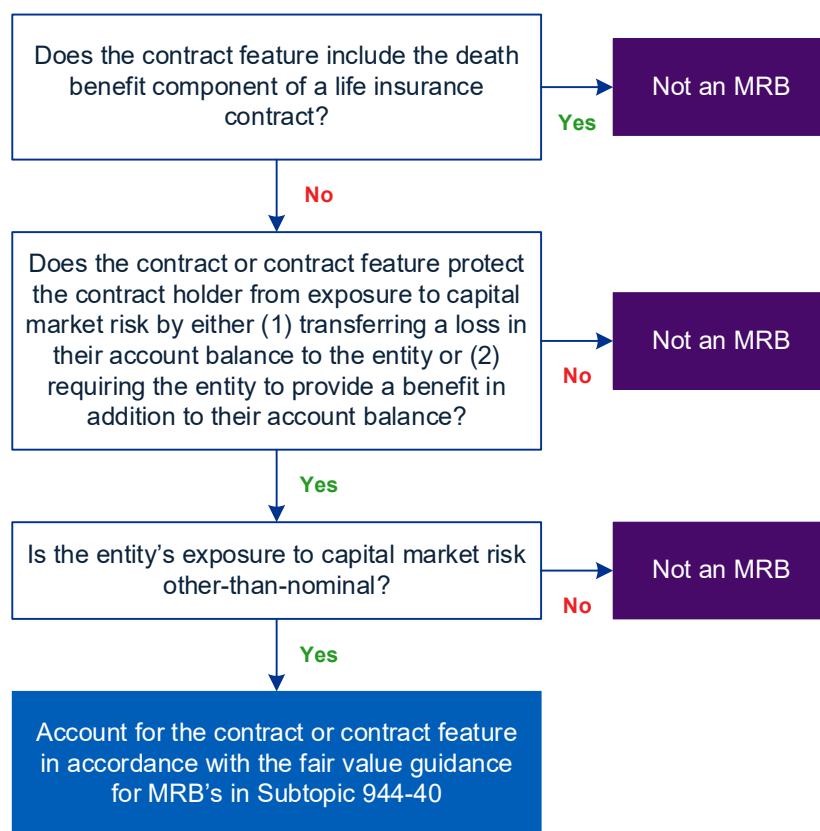 Does the contract feature include the death
benefit component of a life insurance
contract?
Not an MRB
Yes
No
Does the contract or contract feature protect
the contract holder from exposure to capital
market risk by either (1) transferring a loss in
their account balance to the entity or (2)
requiring the entity to provide a benefit in
addition to their account balance?
Not an MRB
No
Yes
Is the entity's exposure to capital market risk
other-than-nominal?
Not an MRB
No
Yes
Account for the contract or contract feature
in accordance with the fair value guidance
for MRB's in Subtopic 944-40